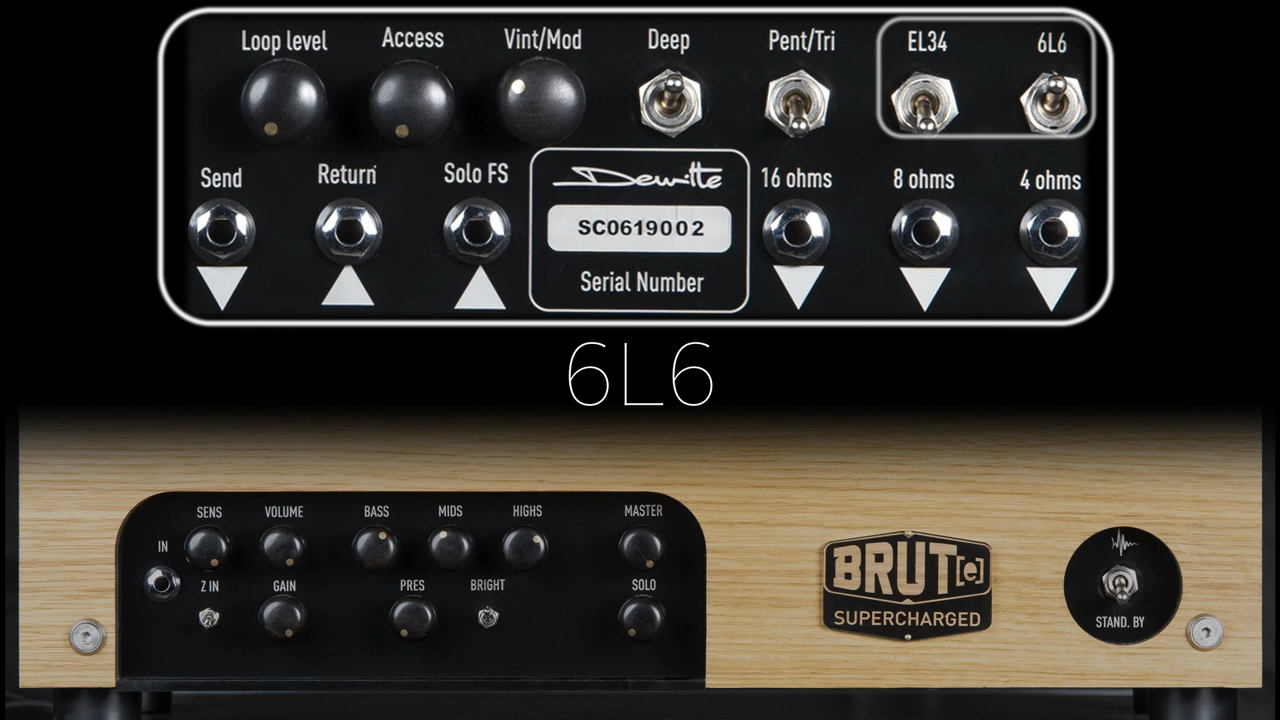 Loop level Access Vint/Mod Deep Pent/Tri EL34 6L6
Send Return Solo FS Dewitte 16 ohms 8 ohms 4 ohms
SC0619002
Serial Number
6L6
SENS VOLUME BASS MIDS HIGHS MASTER
IN
Z IN GAIN PRES BRIGHT SOLO
BRUT[e]
SUPERCHARGED
STAND. BY